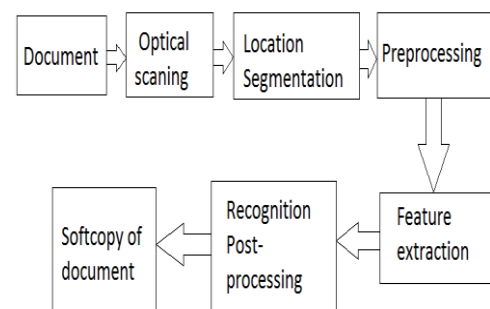 Document
Optical
scaning
Location
Segmentation
Preprocessing
Feature
extraction
Recognition
Post-
processing
Softcopy of
document